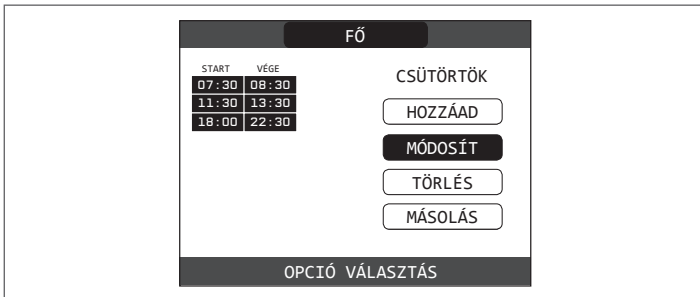 FŐ
START VÉGE
07:30 08:30
11:30 13:30
18:00 22:30
CSÜTÖRTÖK
HOZZÁAD
MÓDOSÍT
TÖRLÉS
MÁSOLÁS
OPCIÓ VÁLASZTÁS